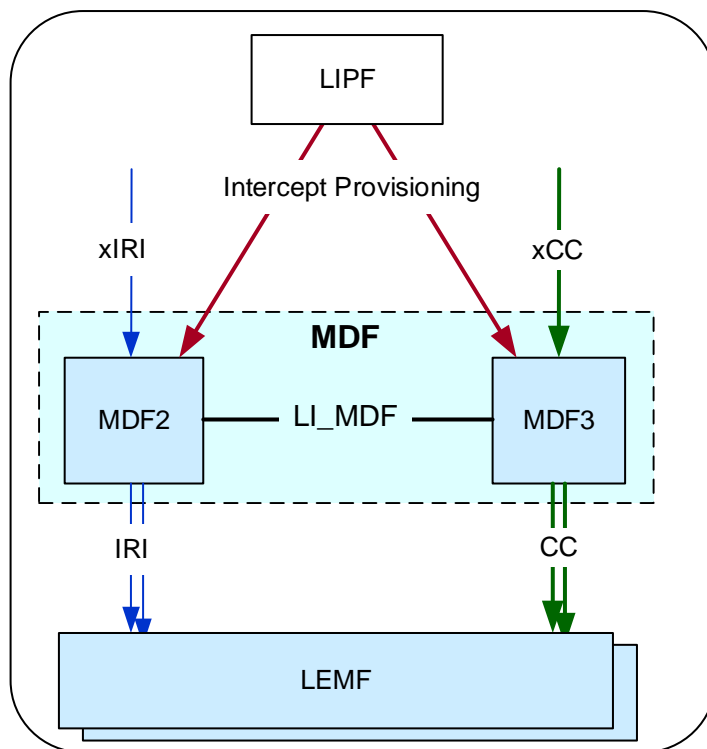 LIPF
Intercept Provisioning
xIRI
xCC
MDF
MDF2
LI_MDF
MDF3
IRI
CC
LEMF